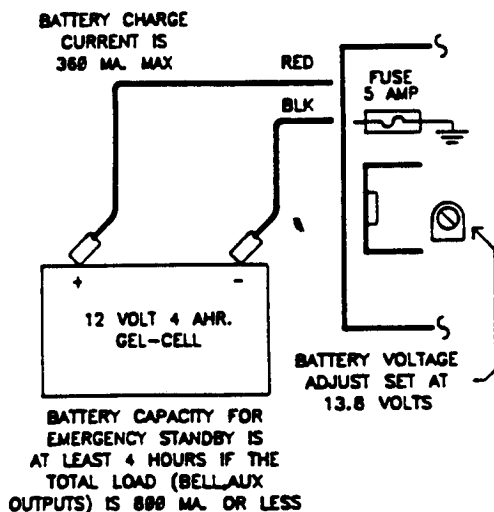 BATTERY CHARGE
CURRENT IS
360 MA. MAX
RED
BLK
FUSE
5 AMP
+
-
12 VOLT 4 AHR.
GEL-CELL
BATTERY VOLTAGE
ADJUST SET AT
13.8 VOLTS
BATTERY CAPACITY FOR
EMERGENCY STANDBY IS
AT LEAST 4 HOURS IF THE
TOTAL LOAD (BELL,AUX
OUTPUTS) IS 800 MA. OR LESS